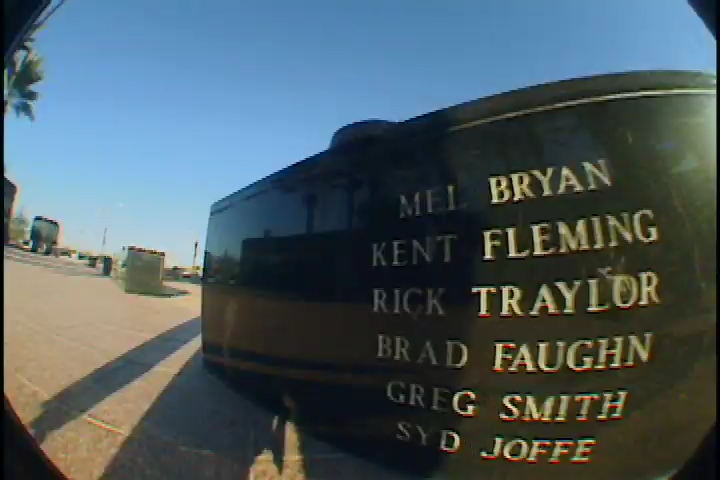 MEL BRYAN
KENT FLEMING
RICK TRAYLOR
BRAD FAUGHN
GREG SMITH
SYD JOFFE